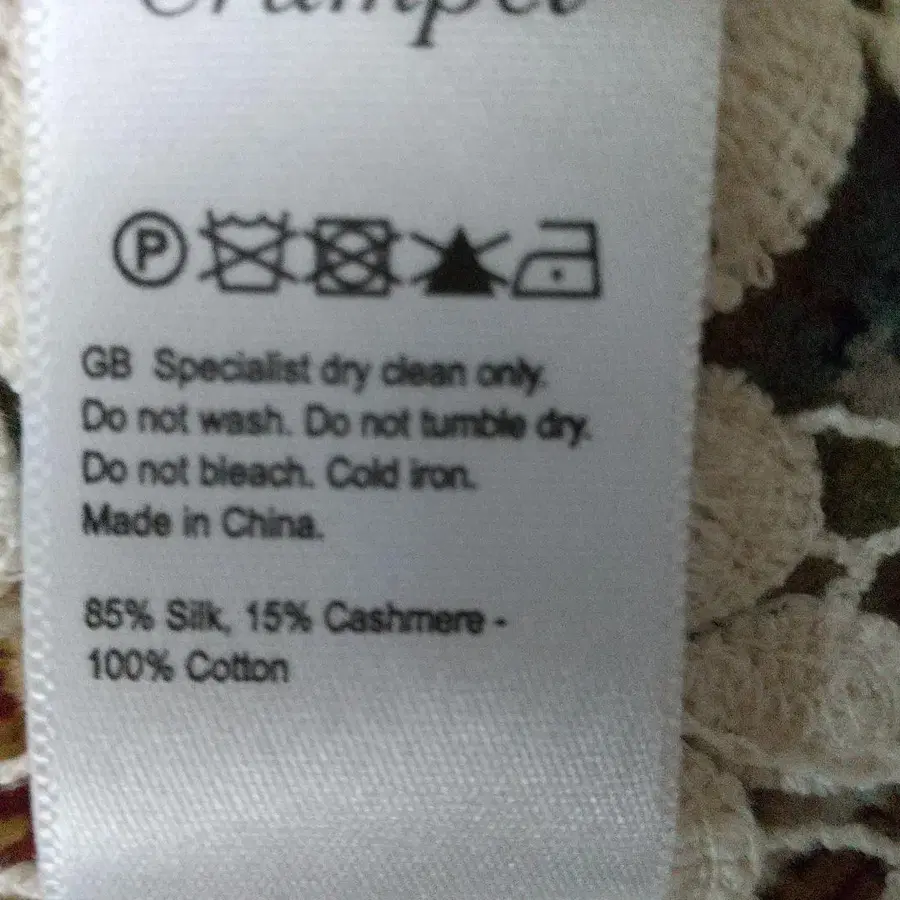 Crumpet
P
GB Specialist dry clean only.
Do not wash. Do not tumble dry.
Do not bleach. Cold iron.
Made in China.
85% Silk, 15% Cashmere -
100% Cotton